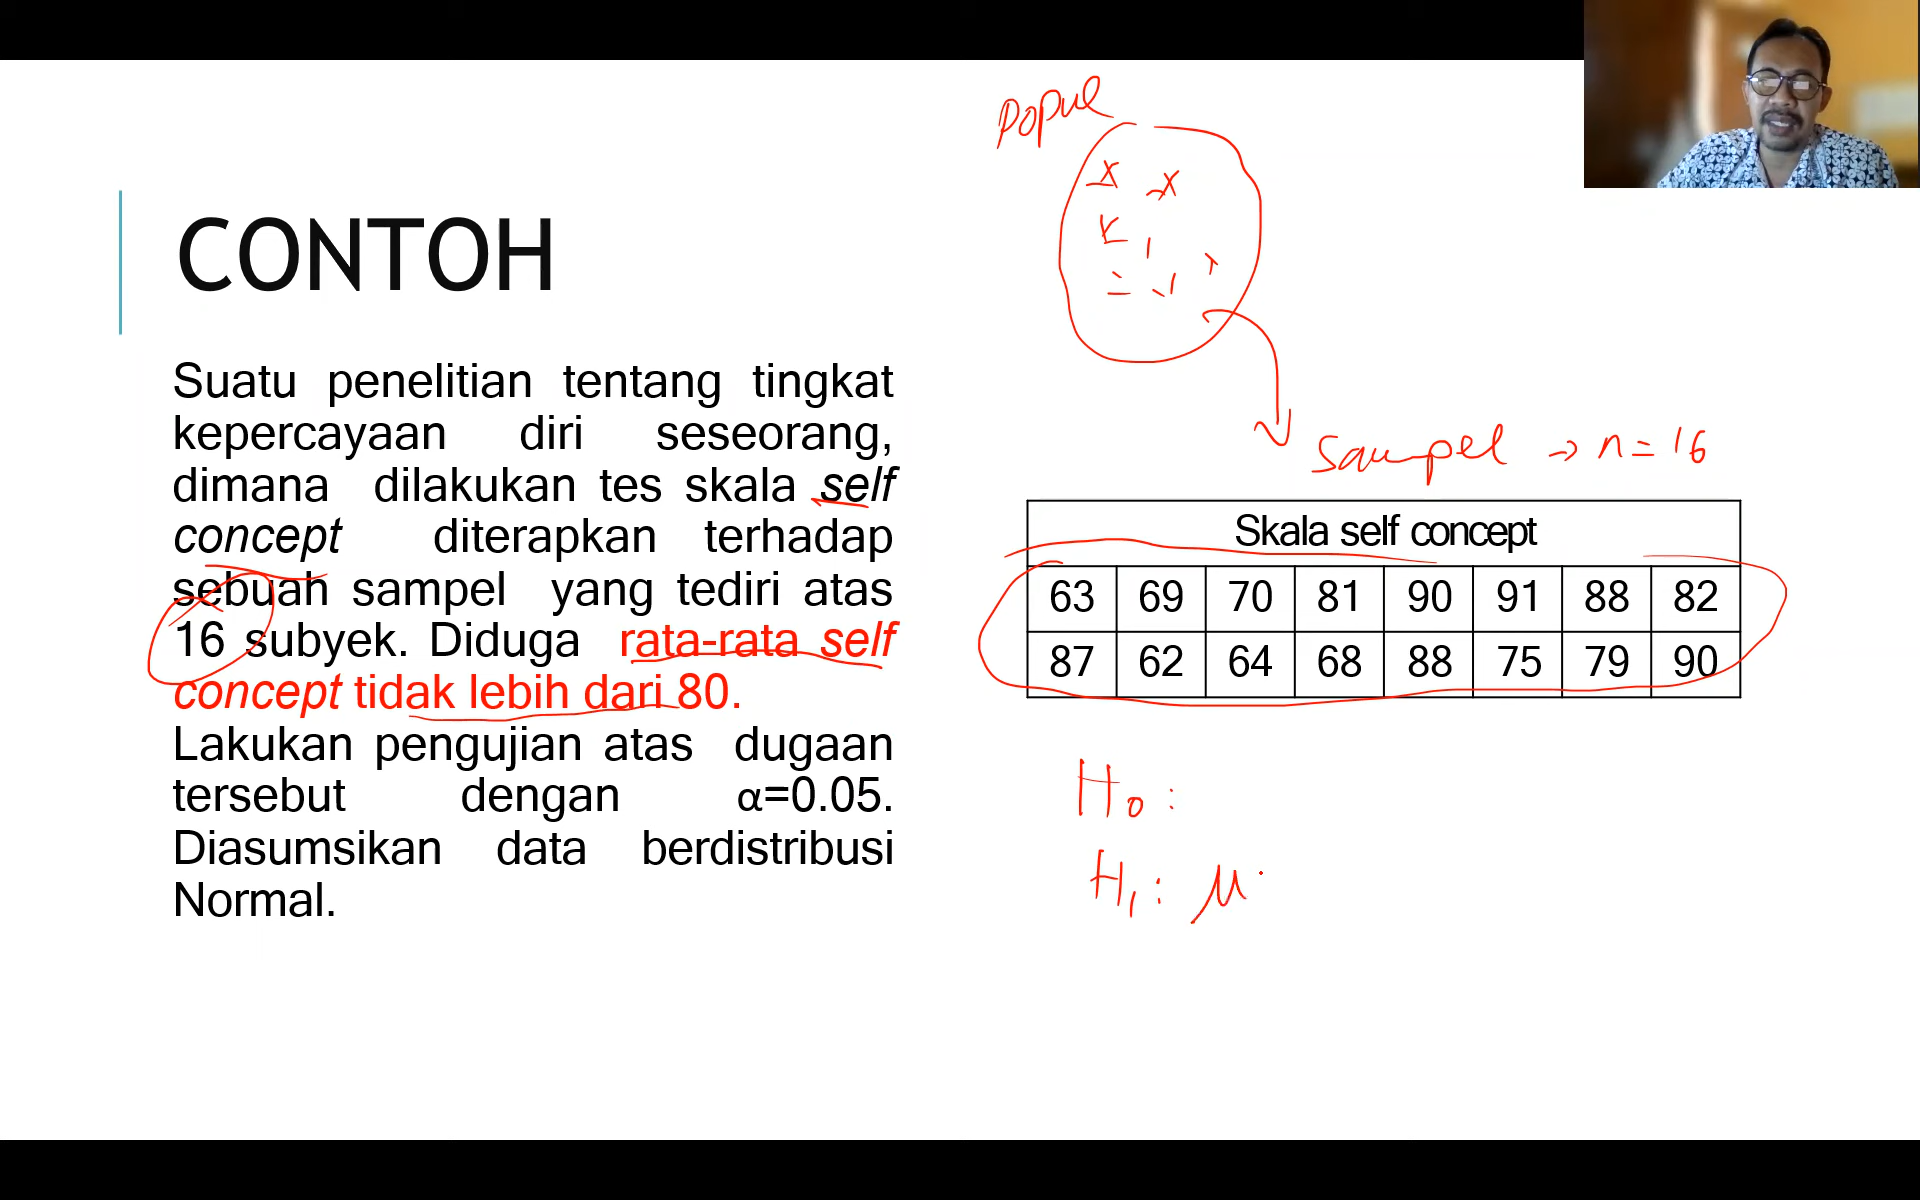 CONTOH
Suatu penelitian tentang tingkat
kepercayaan diri seseorang,
dimana dilakukan tes skala self
concept diterapkan terhadap
sebuah sampel yang tediri atas
16 subyek. Diduga rata-rata self
concept tidak lebih dari 80.
Lakukan pengujian atas dugaan
tersebut dengan α=0.05.
Diasumsikan data berdistribusi
Normal.
Popul
x x
Sampel → n = 16
Skala self concept
63 69 70 81 90 91 88 82
87 62 64 68 88 75 79 90
H0 :
H1 : μ